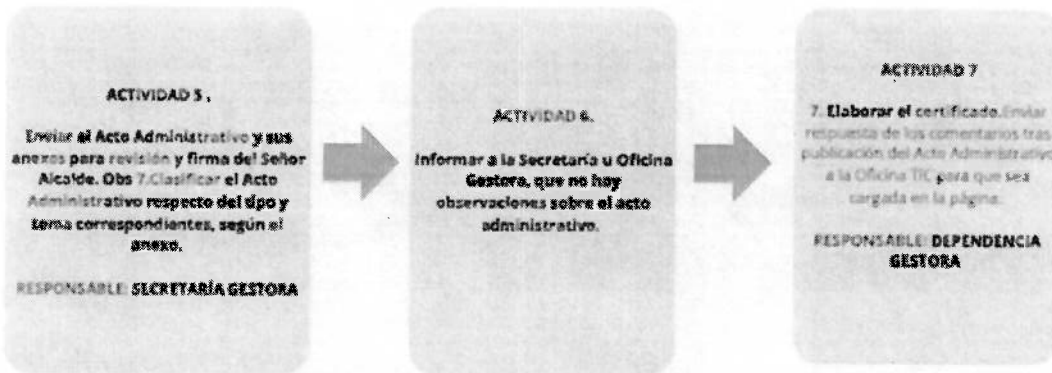 ACTIVIDAD 5 .
Enviar el Acto Administrativo y sus
anexos para revisión y firma del Señor
Alcalde. Obs 7.Clasificar el Acto
Administrativo respecto del tipo y
tema correspondientes, según el
anexo.
RESPONSABLE: SECRETARÍA GESTORA
ACTIVIDAD 6.
Informar a la Secretaría u Oficina
Gestora, que no hay
observaciones sobre el acto
administrativo.
ACTIVIDAD 7
7. Elaborar el certificado.Enviar
respuesta de los comentarios tras
publicación del Acto Administrativo
a la Oficina TIC para que sea
cargada en la página.
RESPONSABLE: DEPENDENCIA
GESTORA